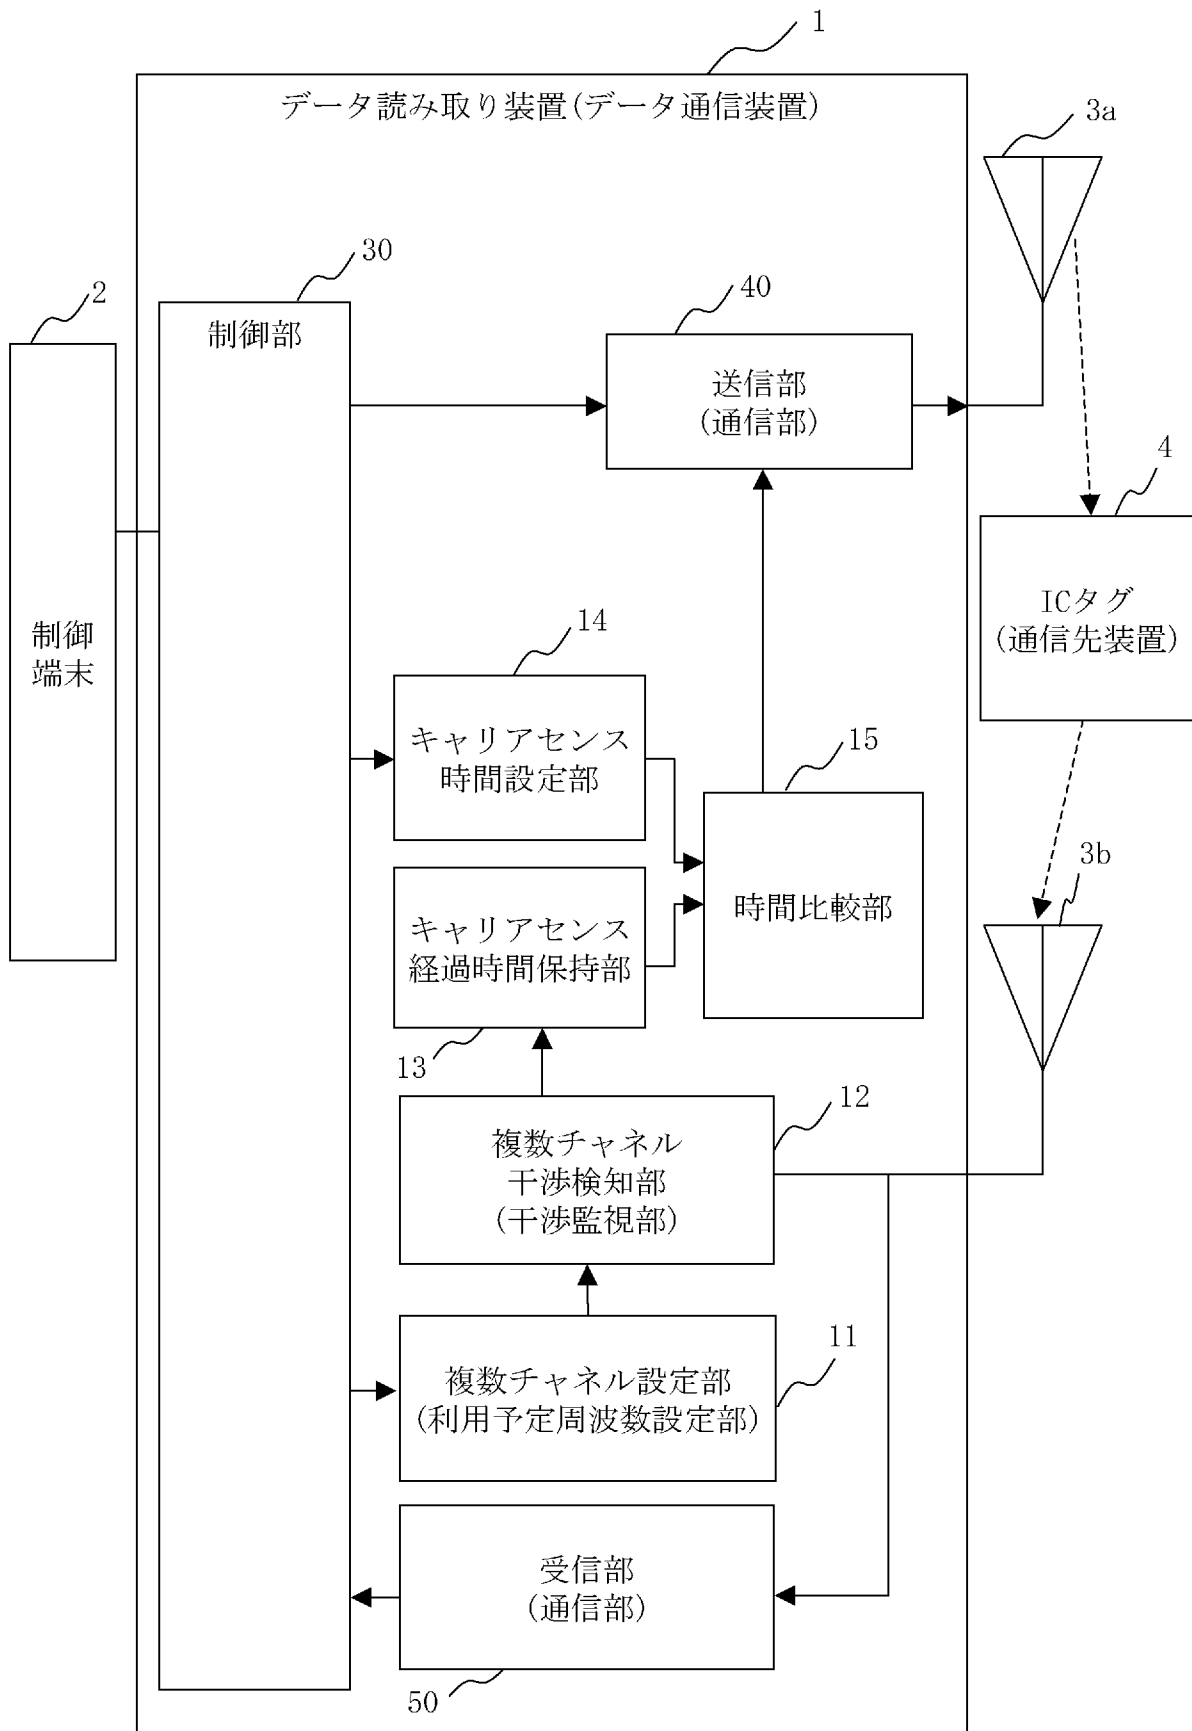 1
データ読み取り装置(データ通信装置)
3a
30
2
制御部
40
送信部
(通信部)
4
ICタグ
(通信先装置)
制御
端末
14
キャリアセンス
時間設定部
15
時間比較部
キャリアセンス
経過時間保持部
13
3b
12
複数チャネル
干渉検知部
(干渉監視部)
11
複数チャネル設定部
(利用予定周波数設定部)
受信部
(通信部)
50